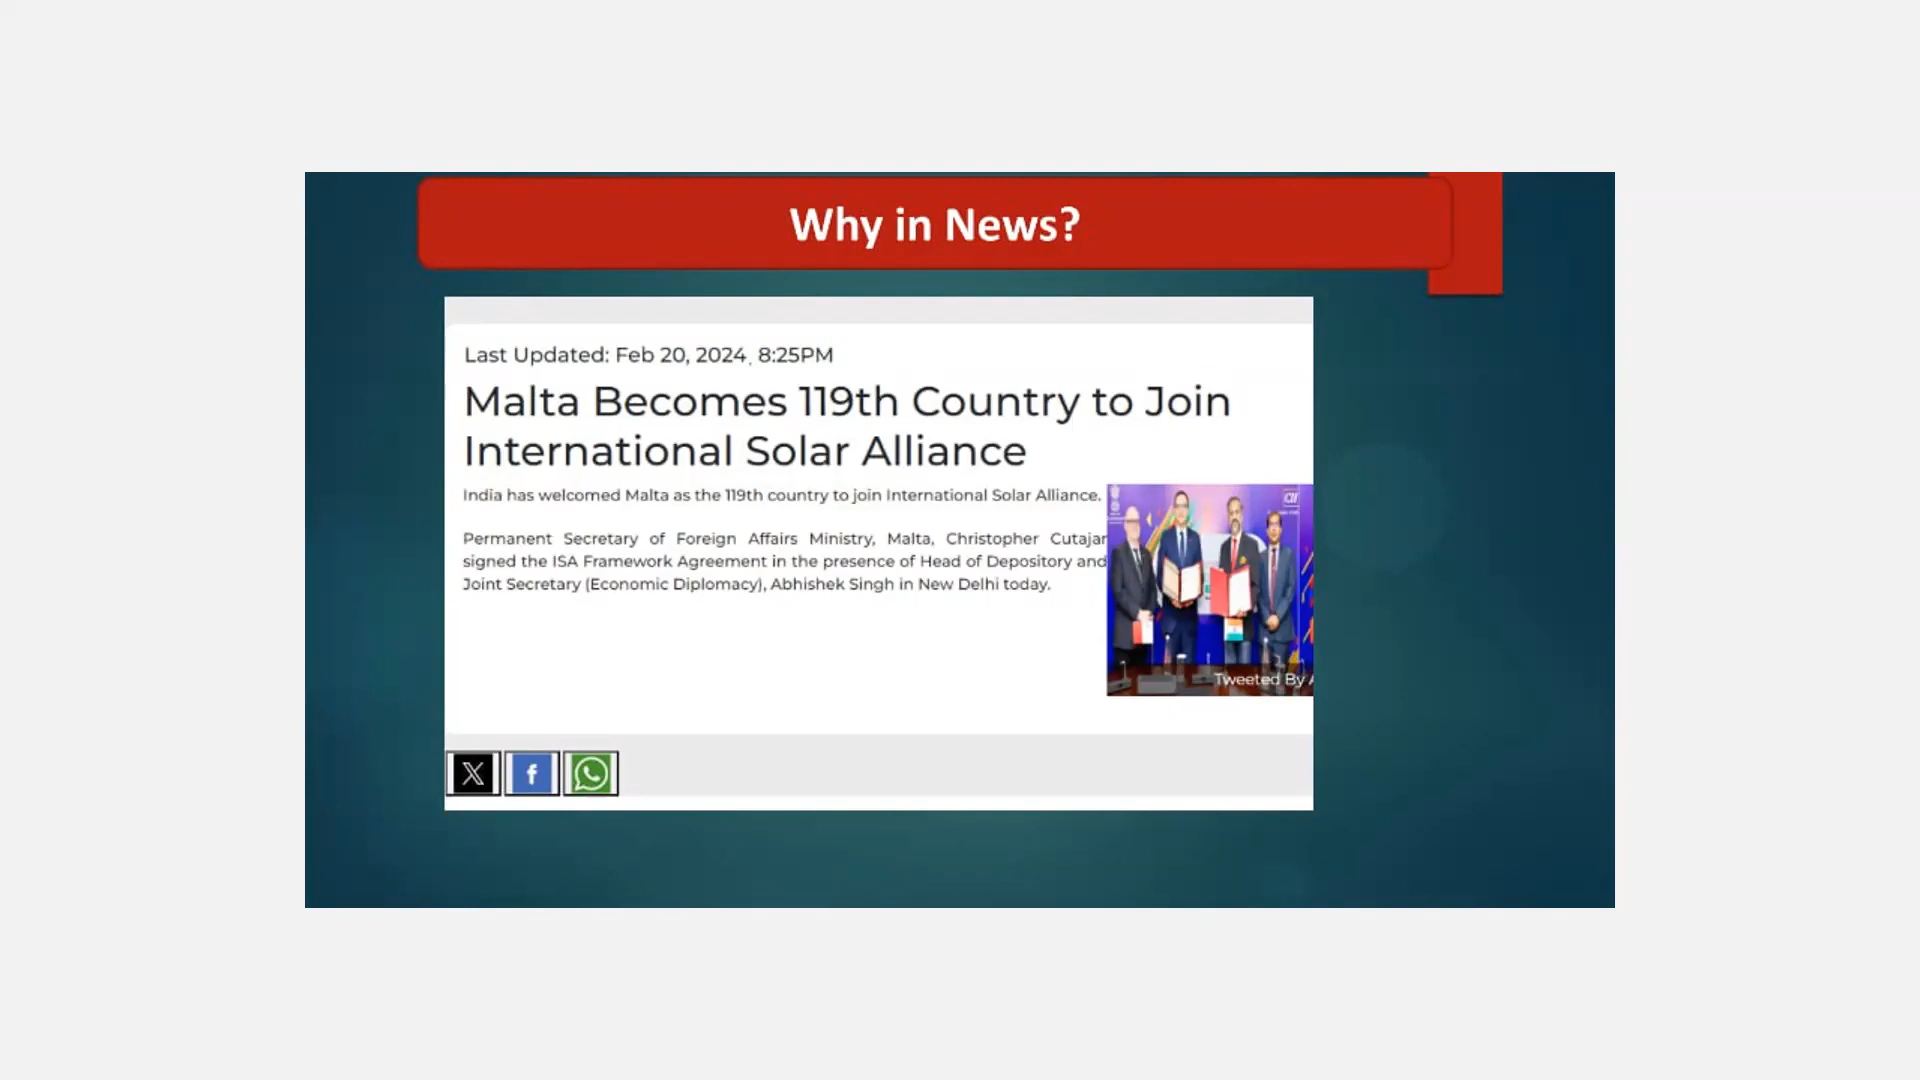 Why in News?
Last Updated: Feb 20, 2024, 8:25PM
Malta Becomes 119th Country to Join
International Solar Alliance
India has welcomed Malta as the 119th country to join International Solar Alliance.
Permanent Secretary of Foreign Affairs Ministry, Malta, Christopher Cutajar
signed the ISA Framework Agreement in the presence of Head of Depository and
Joint Secretary (Economic Diplomacy), Abhishek Singh in New Delhi today.
CII
Tweeted By A